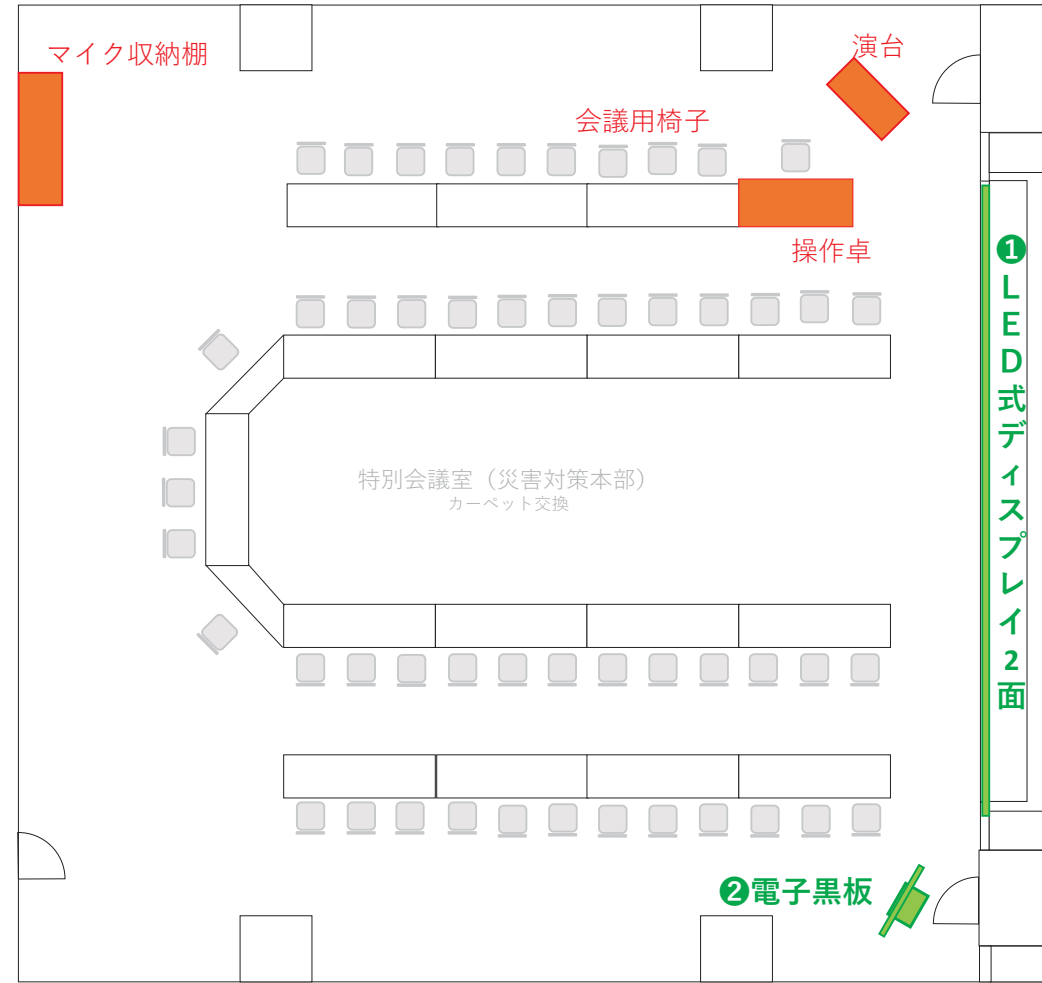 マイク収納棚
演台
会議用椅子
操作卓
❶LED式ディスプレイ2面
特別会議室（災害対策本部）
カーペット交換
❷電子黒板